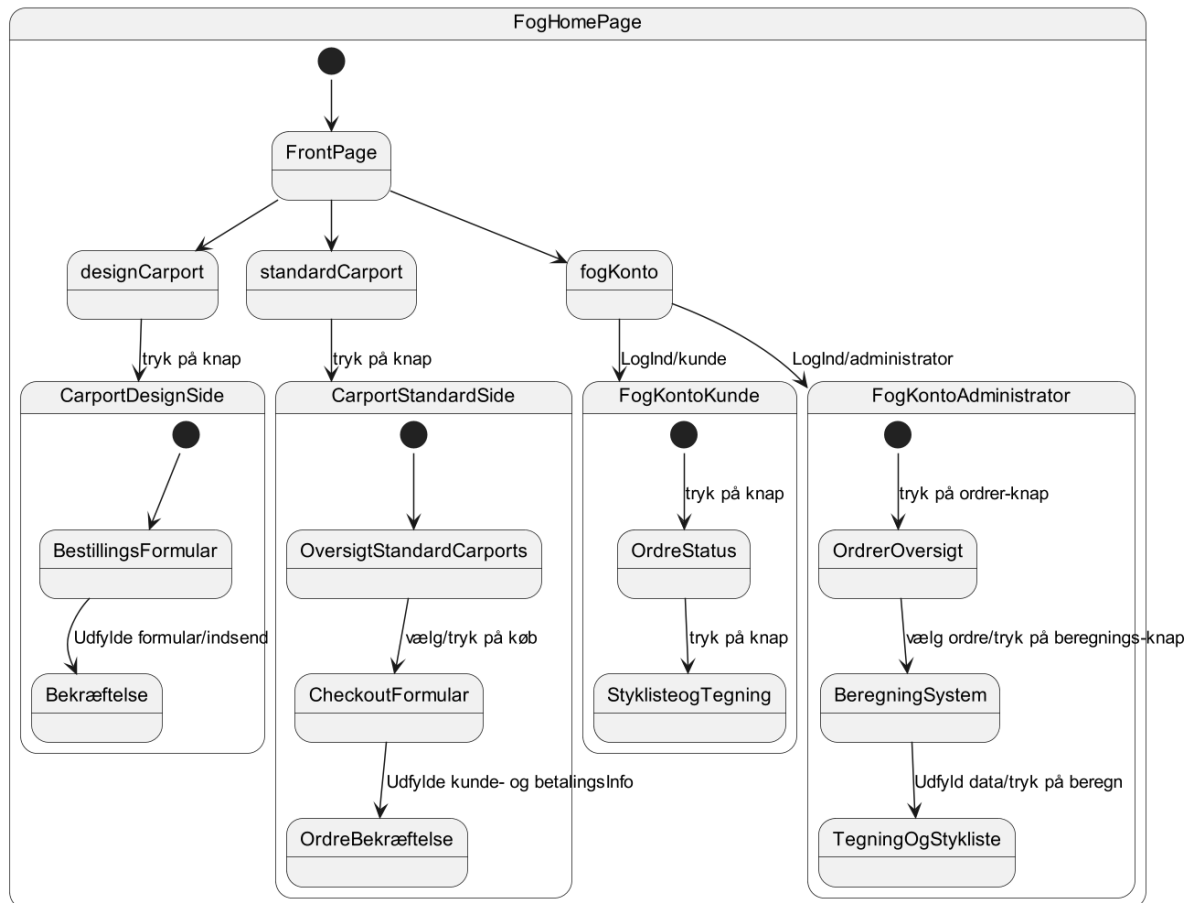 FogHomePage
FrontPage
designCarport
standardCarport
fogKonto
tryk på knap
tryk på knap
LogInd/kunde
LogInd/administrator
CarportDesignSide
CarportStandardSide
FogKontoKunde
FogKontoAdministrator
tryk på knap
tryk på ordrer-knap
BestillingsFormular
OversigtStandardCarports
OrdreStatus
OrdrerOversigt
Udfylde formular/indsend
vælg/tryk på køb
tryk på knap
vælg ordre/tryk på beregnings-knap
Bekræftelse
CheckoutFormular
StyklisteogTegning
BeregningSystem
Udfylde kunde- og betalingsInfo
Udfyld data/tryk på beregn
OrdreBekræftelse
TegningOgStykliste